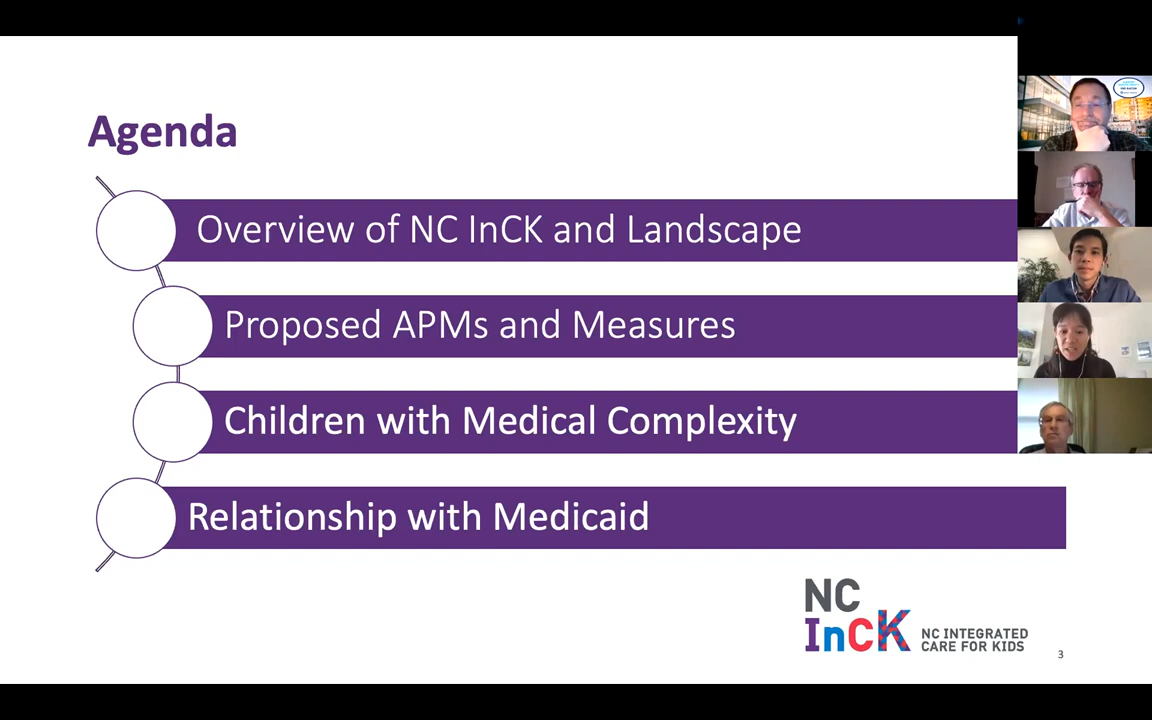 Agenda
Overview of NC InCK and Landscape
Proposed APMs and Measures
Children with Medical Complexity
Relationship with Medicaid
NC
InCK
NC INTEGRATED
CARE FOR KIDS
3